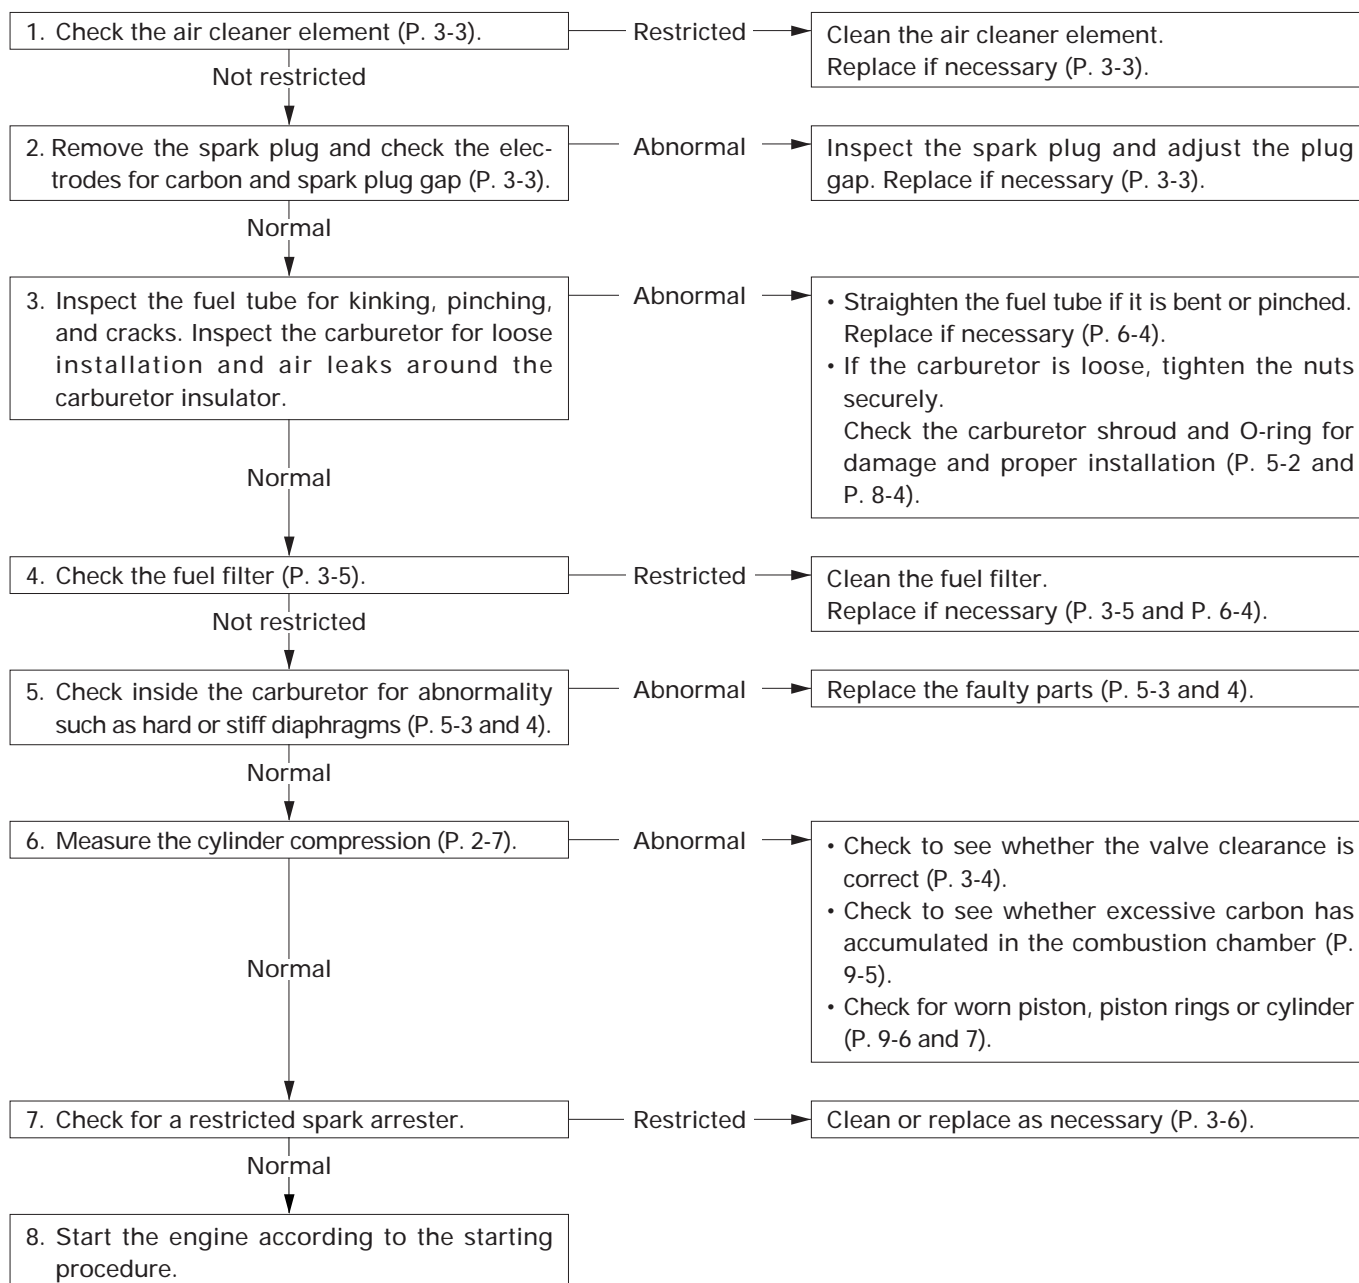 1. Check the air cleaner element (P. 3-3).
Restricted
Clean the air cleaner element.
Replace if necessary (P. 3-3).
Not restricted
2. Remove the spark plug and check the elec-
trodes for carbon and spark plug gap (P. 3-3).
Abnormal
Inspect the spark plug and adjust the plug
gap. Replace if necessary (P. 3-3).
Normal
3. Inspect the fuel tube for kinking, pinching,
and cracks. Inspect the carburetor for loose
installation and air leaks around the
carburetor insulator.
Abnormal
• Straighten the fuel tube if it is bent or pinched.
Replace if necessary (P. 6-4).
• If the carburetor is loose, tighten the nuts
securely.
Check the carburetor shroud and O-ring for
damage and proper installation (P. 5-2 and
P. 8-4).
Normal
4. Check the fuel filter (P. 3-5).
Restricted
Clean the fuel filter.
Replace if necessary (P. 3-5 and P. 6-4).
Not restricted
5. Check inside the carburetor for abnormality
such as hard or stiff diaphragms (P. 5-3 and 4).
Abnormal
Replace the faulty parts (P. 5-3 and 4).
Normal
6. Measure the cylinder compression (P. 2-7).
Abnormal
• Check to see whether the valve clearance is
correct (P. 3-4).
• Check to see whether excessive carbon has
accumulated in the combustion chamber (P.
9-5).
• Check for worn piston, piston rings or cylinder
(P. 9-6 and 7).
Normal
7. Check for a restricted spark arrester.
Restricted
Clean or replace as necessary (P. 3-6).
Normal
8. Start the engine according to the starting
procedure.